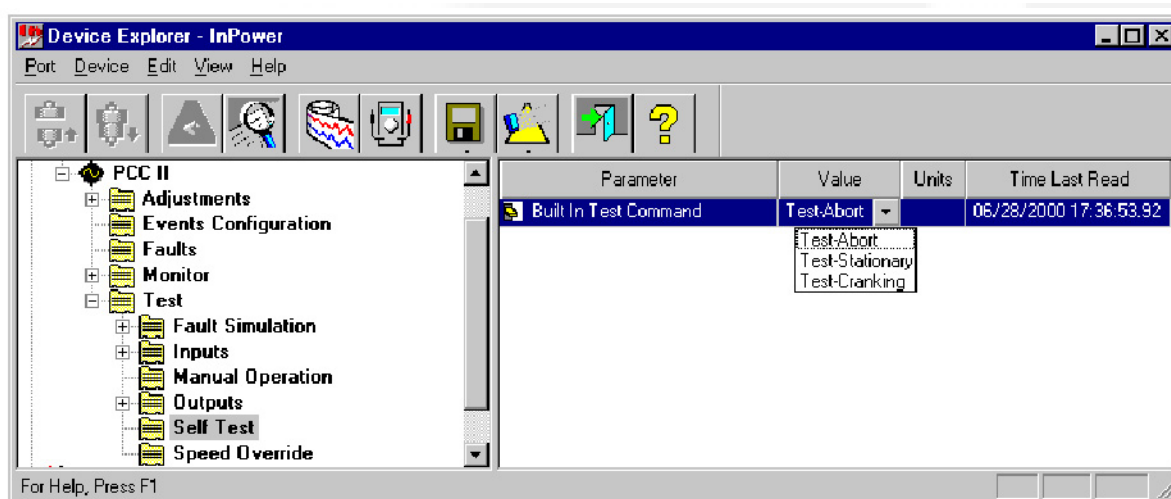 Device Explorer - InPower
Port Device Edit View Help
PCC II
Adjustments
Events Configuration
Faults
Monitor
Test
Fault Simulation
Inputs
Manual Operation
Outputs
Self Test
Speed Override
Parameter Value Units Time Last Read
Built In Test Command Test-Abort 06/28/2000 17:36:53.92
Test-Abort
Test-Stationary
Test-Cranking
For Help, Press F1